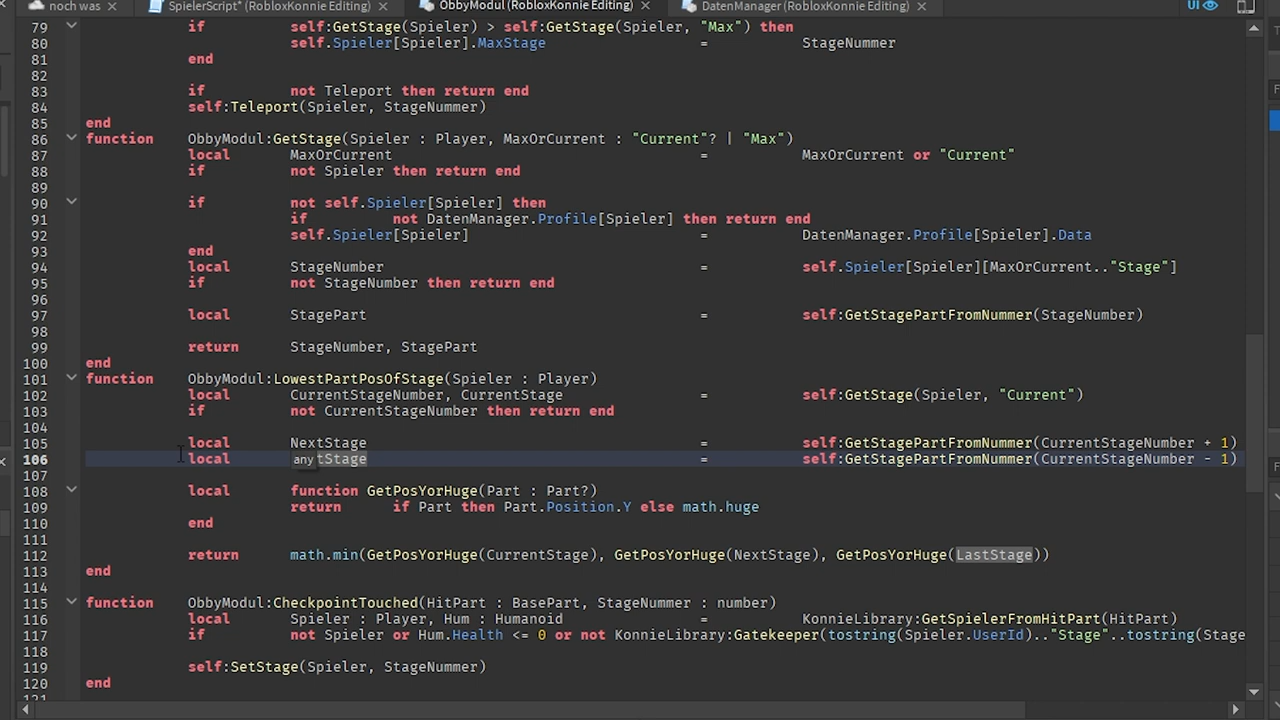 noch was × SpielerScript* (RobloxKonnie Editing) × ObbyModul (RobloxKonnie Editing) × DatenManager (RobloxKonnie Editing) × UI
79 if self:GetStage(Spieler) > self:GetStage(Spieler, "Max") then
80 self.Spieler[Spieler].MaxStage = StageNummer
81 end
82
83 if not Teleport then return end
84 self:Teleport(Spieler, StageNummer)
85 end
86 function ObbyModul:GetStage(Spieler : Player, MaxOrCurrent : "Current"? | "Max")
87 local MaxOrCurrent = MaxOrCurrent or "Current"
88 if not Spieler then return end
89
90 if not self.Spieler[Spieler] then
91 if not DatenManager.Profile[Spieler] then return end
92 self.Spieler[Spieler] = DatenManager.Profile[Spieler].Data
93 end
94 local StageNumber = self.Spieler[Spieler][MaxOrCurrent.."Stage"]
95 if not StageNumber then return end
96
97 local StagePart = self:GetStagePartFromNummer(StageNumber)
98
99 return StageNumber, StagePart
100 end
101 function ObbyModul:LowestPartPosOfStage(Spieler : Player)
102 local CurrentStageNumber, CurrentStage = self:GetStage(Spieler, "Current")
103 if not CurrentStageNumber then return end
104
105 local NextStage = self:GetStagePartFromNummer(CurrentStageNumber + 1)
106 local any tStage = self:GetStagePartFromNummer(CurrentStageNumber - 1)
107
108 local function GetPosYorHuge(Part : Part?)
109 return if Part then Part.Position.Y else math.huge
110 end
111
112 return math.min(GetPosYorHuge(CurrentStage), GetPosYorHuge(NextStage), GetPosYorHuge(LastStage))
113 end
114
115 function ObbyModul:CheckpointTouched(HitPart : BasePart, StageNummer : number)
116 local Spieler : Player, Hum : Humanoid = KonnieLibrary:GetSpielerFromHitPart(HitPart)
117 if not Spieler or Hum.Health <= 0 or not KonnieLibrary:Gatekeeper(tostring(Spieler.UserId).."Stage"..tostring(Stage
118
119 self:SetStage(Spieler, StageNummer)
120 end